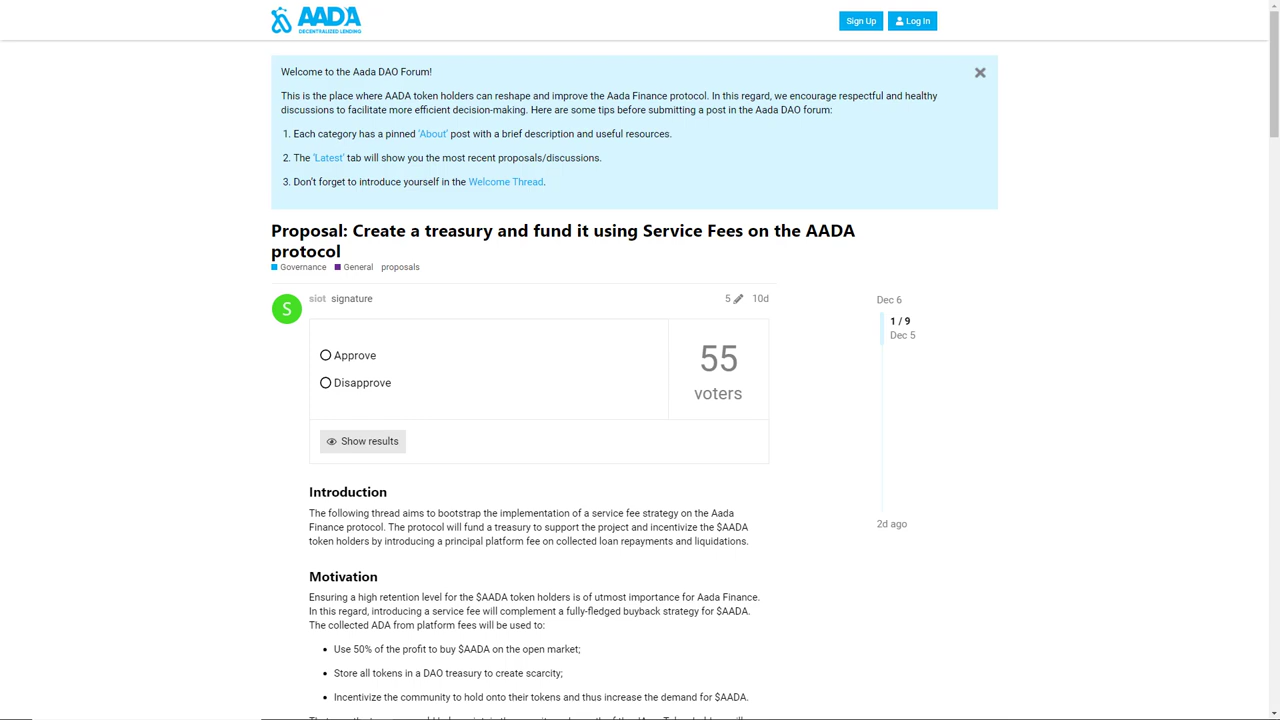 AADA
DECENTRALIZED LENDING
Sign Up
Log In
Welcome to the Aada DAO Forum!
This is the place where AADA token holders can reshape and improve the Aada Finance protocol. In this regard, we encourage respectful and healthy
discussions to facilitate more efficient decision-making. Here are some tips before submitting a post in the Aada DAO forum:
1. Each category has a pinned 'About' post with a brief description and useful resources.
2. The 'Latest' tab will show you the most recent proposals/discussions.
3. Don't forget to introduce yourself in the Welcome Thread.
Proposal: Create a treasury and fund it using Service Fees on the AADA
protocol
Governance General proposals
S
siot signature 5 10d
Approve
Disapprove
55
voters
Show results
Dec 6
1 / 9
Dec 5
2d ago
Introduction
The following thread aims to bootstrap the implementation of a service fee strategy on the Aada
Finance protocol. The protocol will fund a treasury to support the project and incentivize the $AADA
token holders by introducing a principal platform fee on collected loan repayments and liquidations.
Motivation
Ensuring a high retention level for the $AADA token holders is of utmost importance for Aada Finance.
In this regard, introducing a service fee will complement a fully-fledged buyback strategy for $AADA.
The collected ADA from platform fees will be used to:
• Use 50% of the profit to buy $AADA on the open market;
• Store all tokens in a DAO treasury to create scarcity;
• Incentivize the community to hold onto their tokens and thus increase the demand for $AADA.